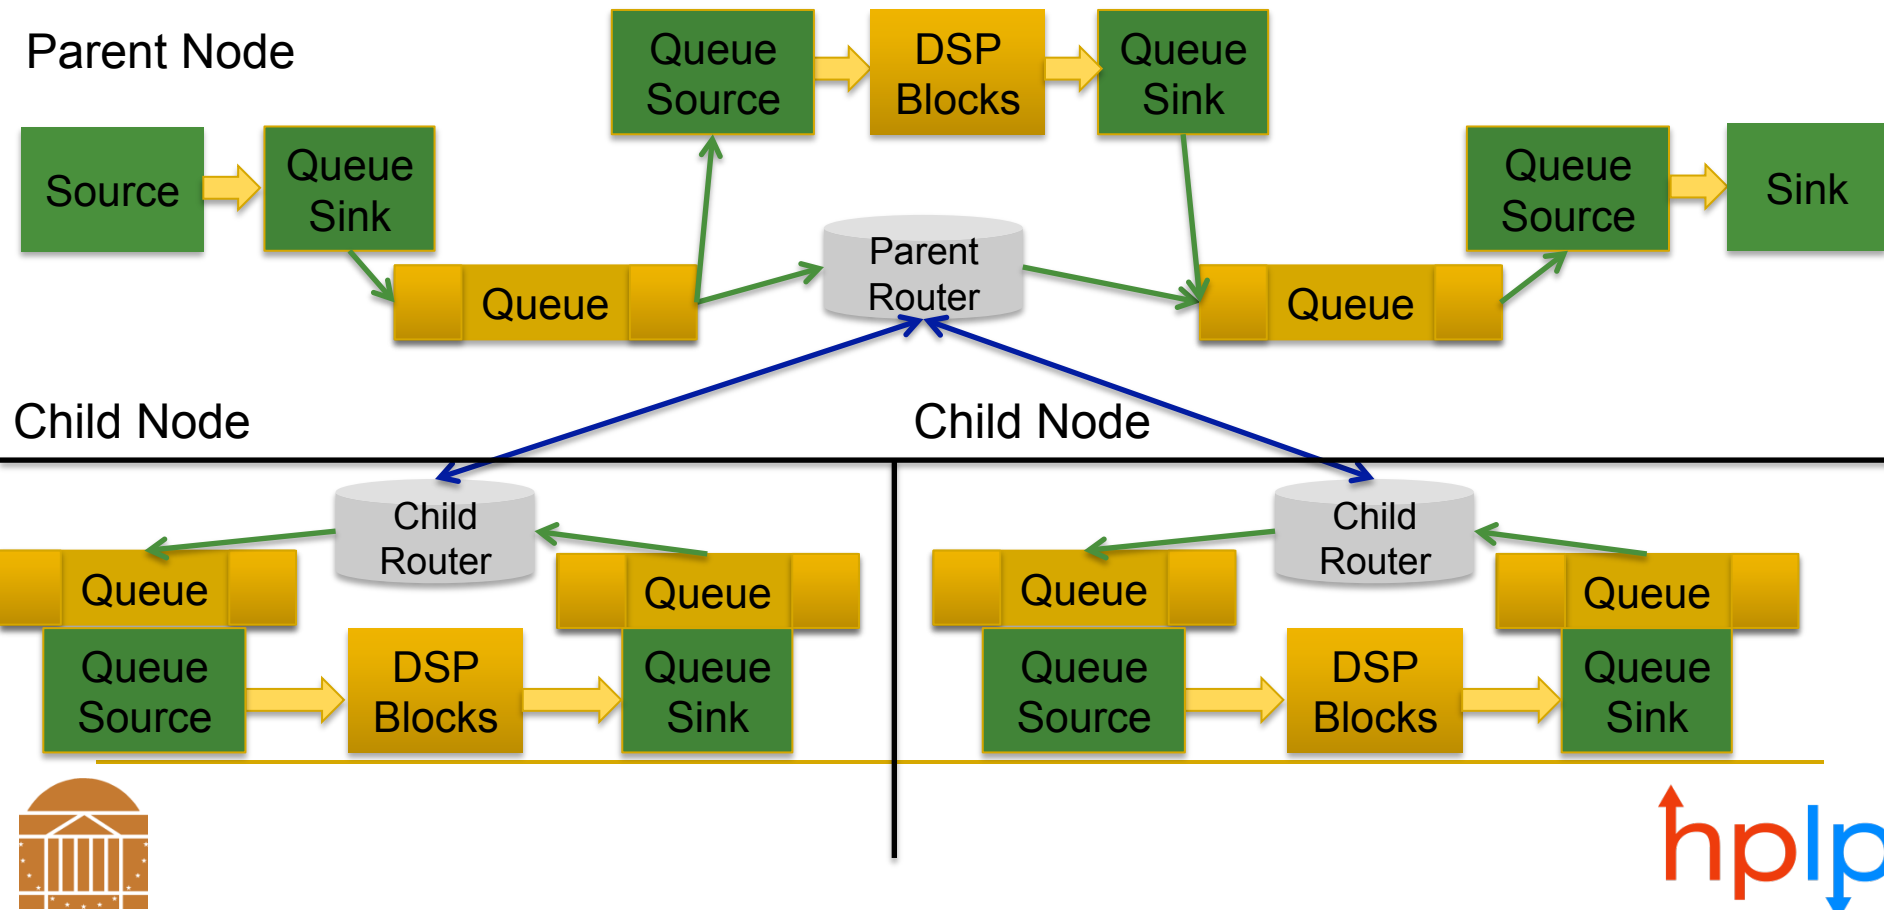 Parent Node
Queue
Source
DSP
Blocks
Queue
Sink
Source
Queue
Sink
Queue
Source
Sink
Queue
Parent
Router
Queue
Child Node
Child Node
Child
Router
Queue
Queue
Queue
Source
DSP
Blocks
Queue
Sink
Child
Router
Queue
Queue
Queue
Source
DSP
Blocks
Queue
Sink
hplp